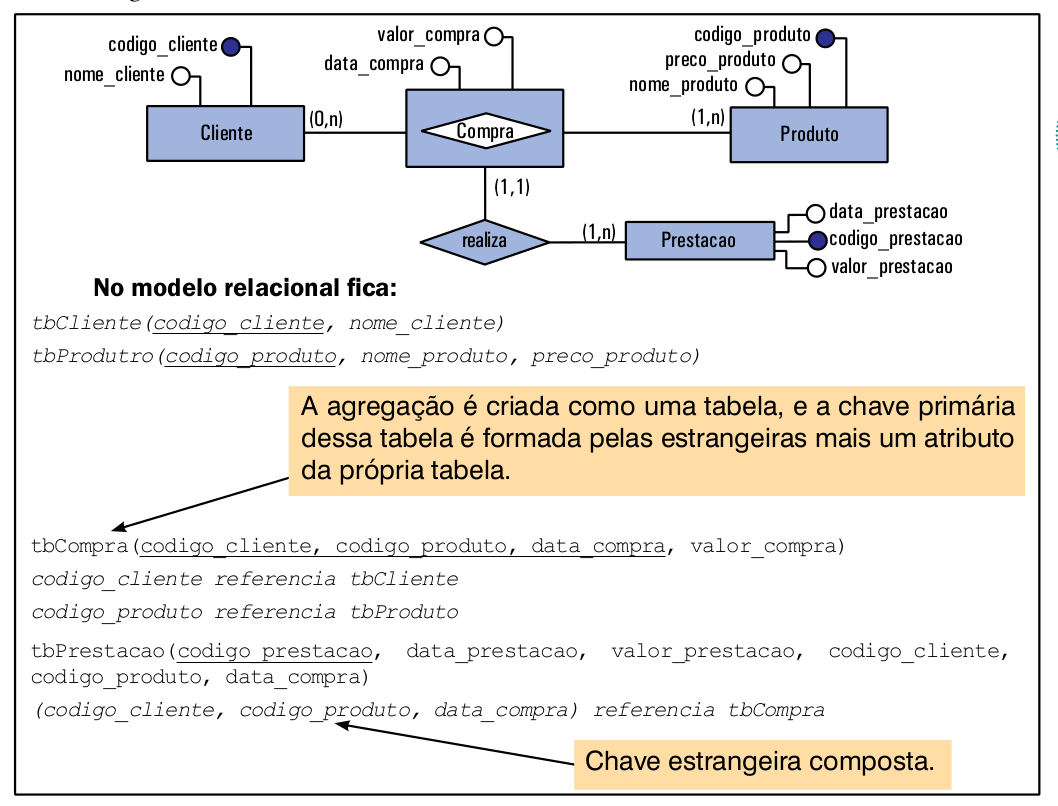 codigo_cliente
nome_cliente
valor_compra
data_compra
codigo_produto
preco_produto
nome_produto
Cliente
(0,n)
Compra
(1,n)
Produto
(1,1)
realiza
(1,n)
Prestacao
data_prestacao
codigo_prestacao
valor_prestacao
No modelo relacional fica:
tbCliente(codigo_cliente, nome_cliente)
tbProdutro(codigo_produto, nome_produto, preco_produto)
A agregação é criada como uma tabela, e a chave primária
dessa tabela é formada pelas estrangeiras mais um atributo
da própria tabela.
tbCompra(codigo_cliente, codigo_produto, data_compra, valor_compra)
codigo_cliente referencia tbCliente
codigo_produto referencia tbProduto
tbPrestacao(codigo_prestacao, data_prestacao, valor_prestacao, codigo_cliente,
codigo_produto, data_compra)
(codigo_cliente, codigo_produto, data_compra) referencia tbCompra
Chave estrangeira composta.